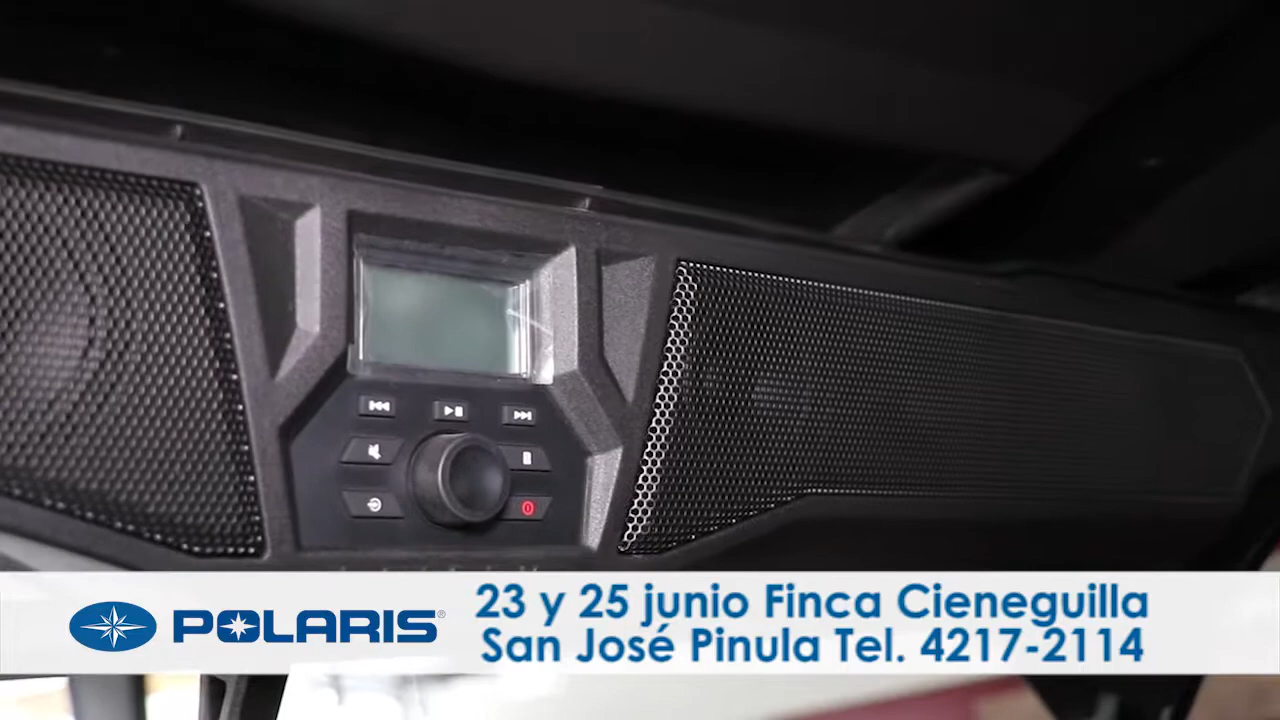 POLARIS®
23 y 25 junio Finca Cieneguilla
San José Pinula Tel. 4217-2114